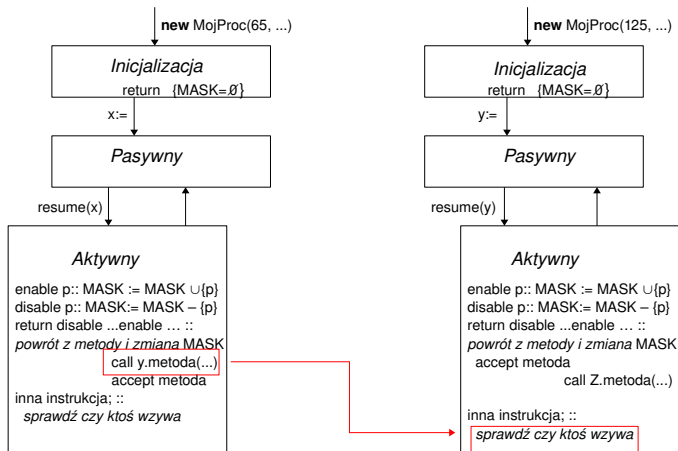 new MojProc(65, ...)
Inicjalizacja
return {MASK=Ø}
x:=
Pasywny
resume(x)
Aktywny
enable p:: MASK := MASK ∪{p}
disable p:: MASK:= MASK – {p}
return disable ...enable … ::
powrót z metody i zmiana MASK
call y.metoda(...)
accept metoda
inna instrukcja; ::
sprawdź czy ktoś wzywa
new MojProc(125, ...)
Inicjalizacja
return {MASK=Ø}
y:=
Pasywny
resume(y)
Aktywny
enable p:: MASK := MASK ∪{p}
disable p:: MASK:= MASK – {p}
return disable ...enable … ::
powrót z metody i zmiana MASK
accept metoda
call Z.metoda(...)
inna instrukcja; ::
sprawdź czy ktoś wzywa